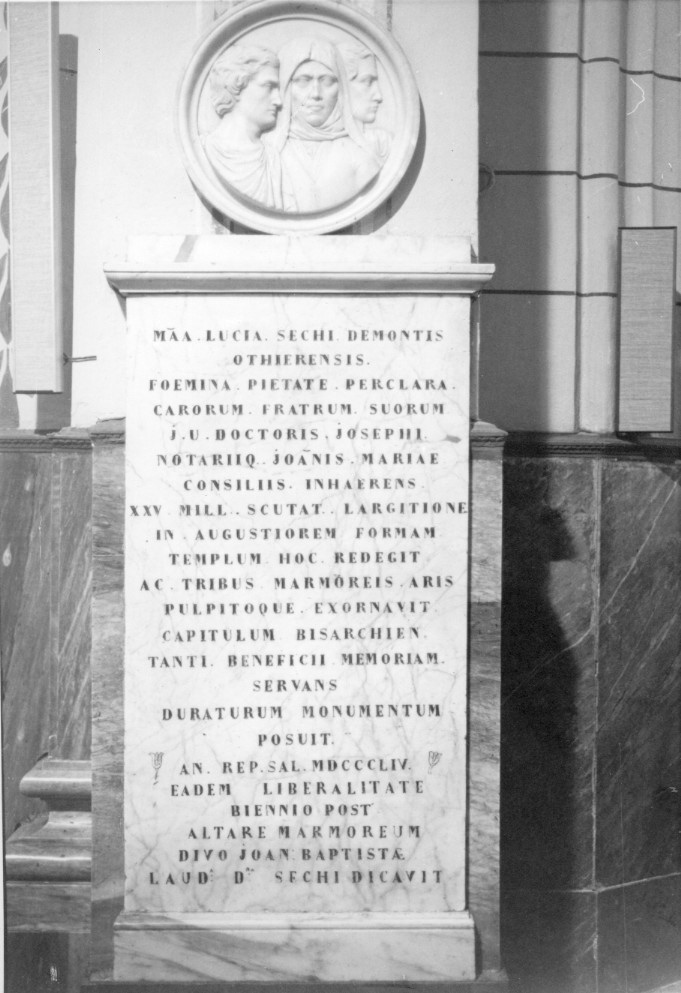 M̄AA . LUCIA . SECHI . DEMONTIS
OTHIERENSIS .
FOEMINA . PIETATE . PERCLARA .
CARORUM . FRATRUM . SUORUM
J . U . DOCTORIS . JOSEPHI .
NOTARIIQ . JOĀNIS . MARIAE
CONSILIIS . INHAERENS .
XXV . MILL . SCUTAT . LARGITIONE
. IN . AUGUSTIOREM FORMAM
TEMPLUM . HOC . REDEGIT
AC . TRIBUS . MARMOREIS . ARIS
PULPITOQUE . EXORNAVIT .
CAPITULUM BISARCHIEN .
TANTI . BENEFICII . MEMORIAM .
SERVANS
DURATURUM MONUMENTUM
POSUIT .
AN . REP . SAL . MDCCCLIV .
EADEM LIBERALITATE
BIENNIO POST
ALTARE MARMOREUM
DIVO JOAN . BAPTISTÆ
LAUD . D . SECHI DICAVIT